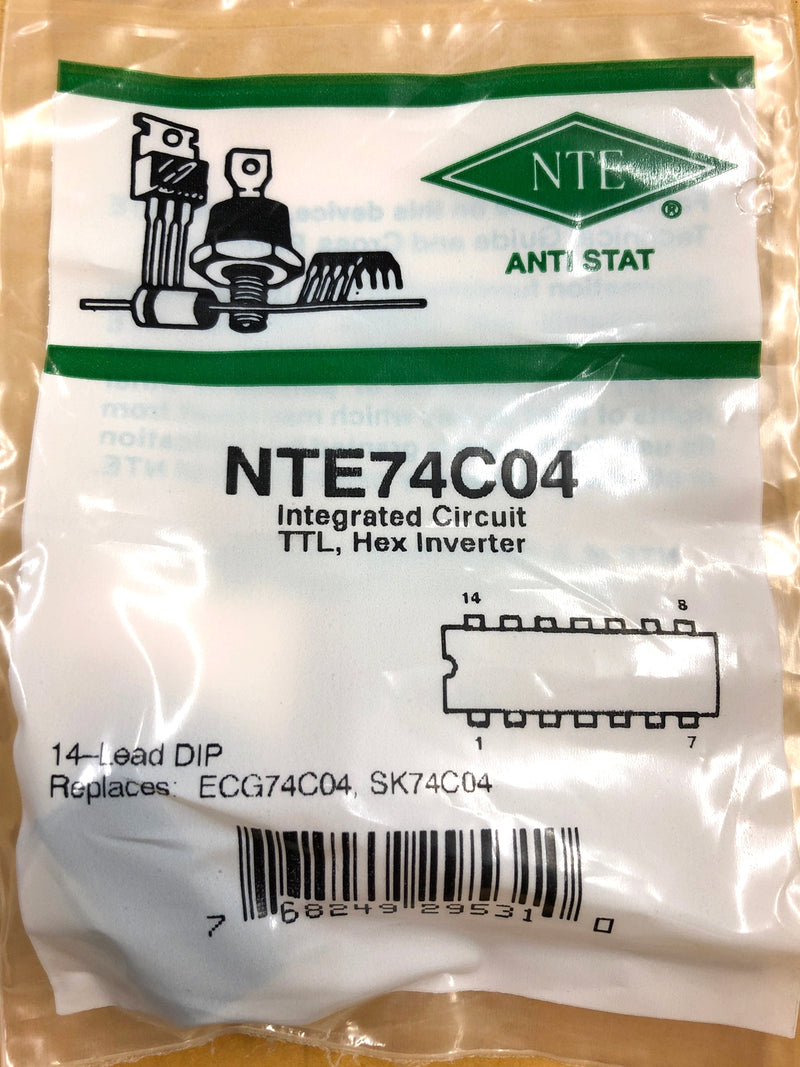 NTE
®
ANTI STAT
NTE74C04
Integrated Circuit
TTL, Hex Inverter
14 8
1 7
14-Lead DIP
Replaces: ECG74C04, SK74C04
7 68249 29531 0